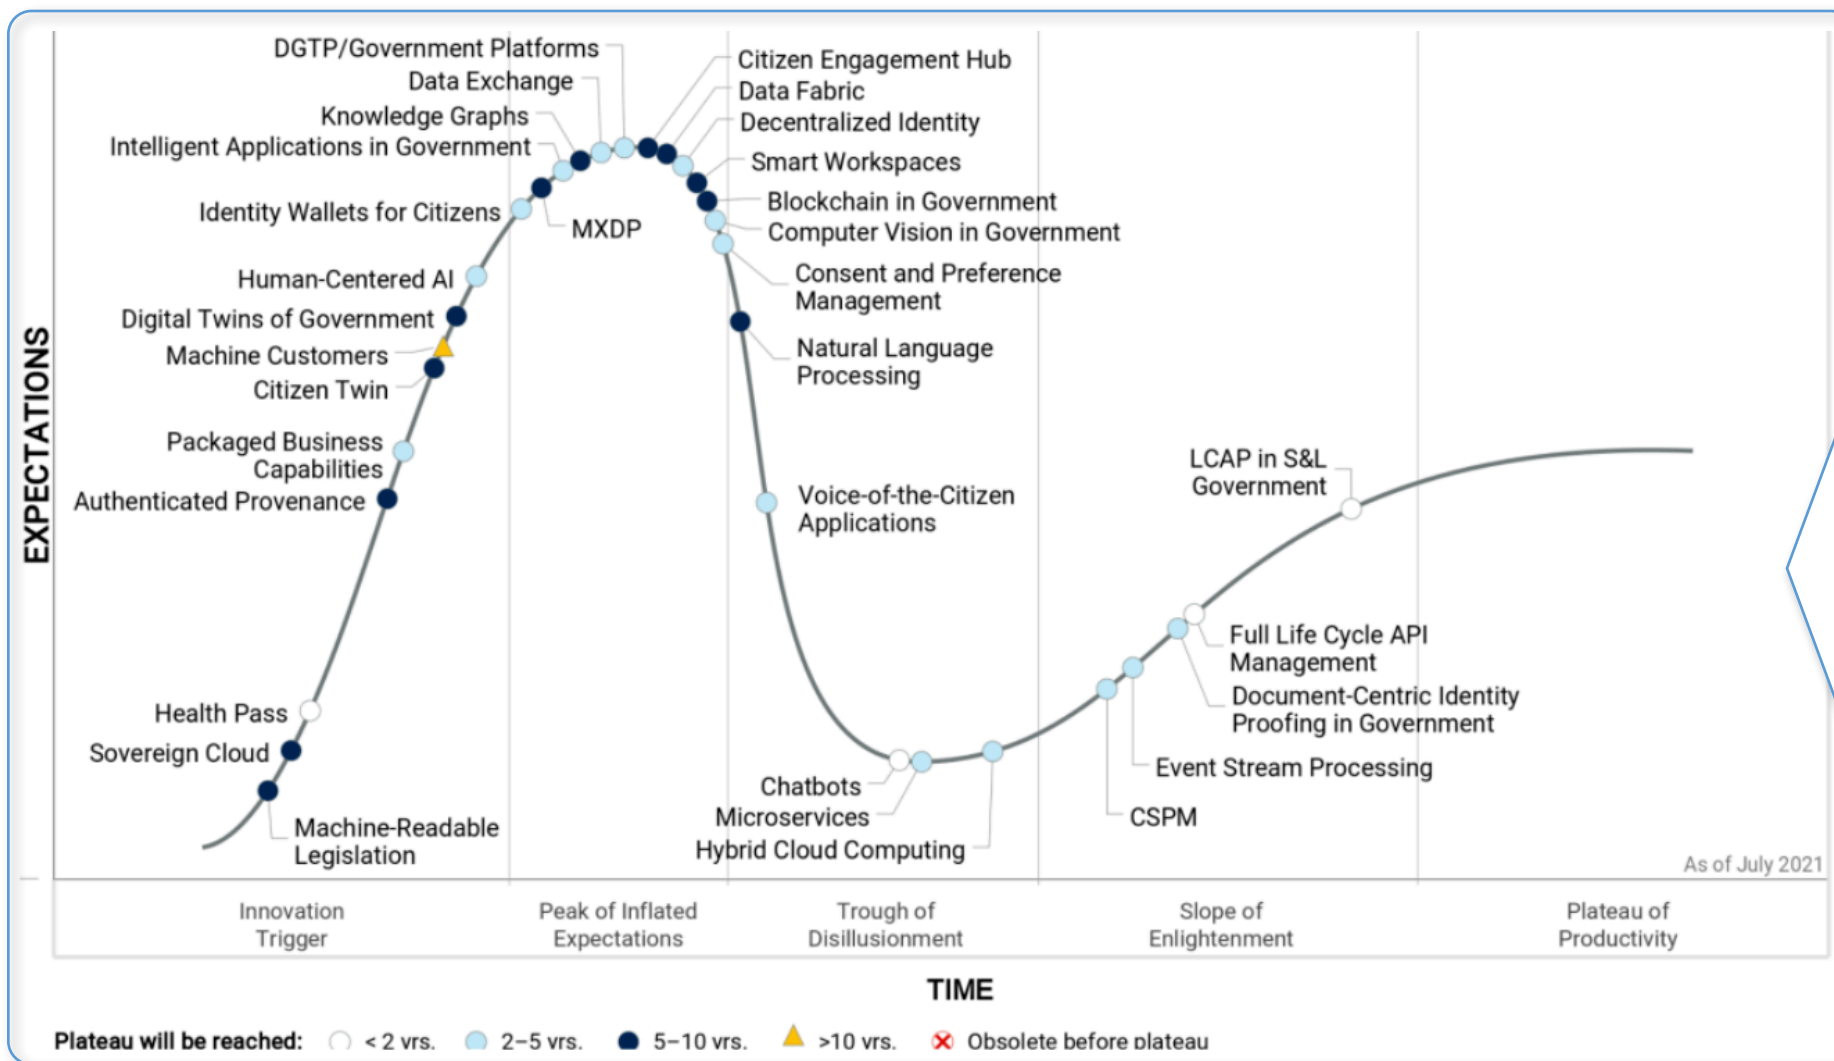 DGTP/Government Platforms
Data Exchange
Knowledge Graphs
Intelligent Applications in Government
Identity Wallets for Citizens
MXDP
Human-Centered AI
Digital Twins of Government
Machine Customers
Citizen Twin
Packaged Business
Capabilities
Authenticated Provenance
Health Pass
Sovereign Cloud
Machine-Readable
Legislation
Citizen Engagement Hub
Data Fabric
Decentralized Identity
Smart Workspaces
Blockchain in Government
Computer Vision in Government
Consent and Preference
Management
Natural Language
Processing
Voice-of-the-Citizen
Applications
Chatbots
Microservices
Hybrid Cloud Computing
LCAP in S&L
Government
Full Life Cycle API
Management
Document-Centric Identity
Proofing in Government
Event Stream Processing
CSPM
EXPECTATIONS
As of July 2021
Innovation
Trigger
Peak of Inflated
Expectations
Trough of
Disillusionment
Slope of
Enlightenment
Plateau of
Productivity
TIME
Plateau will be reached: < 2 yrs. 2–5 yrs. 5–10 yrs. >10 yrs. Obsolete before plateau